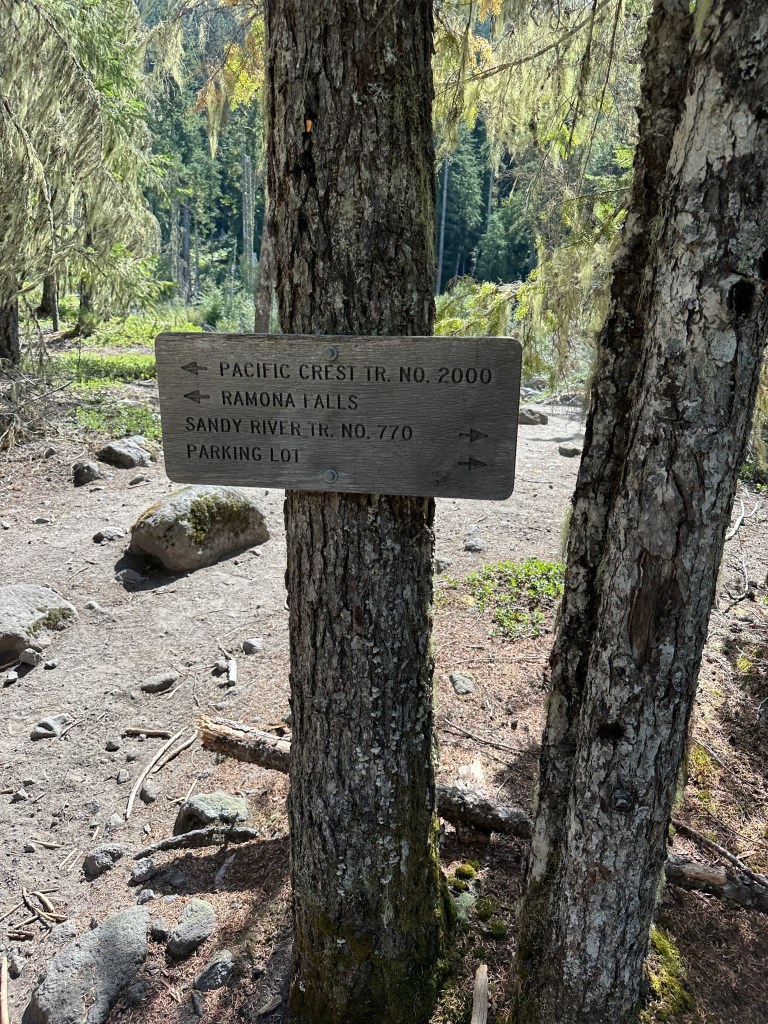 ← PACIFIC CREST TR. NO. 2000
← RAMONA FALLS
SANDY RIVER TR. NO. 770 →
PARKING LOT →